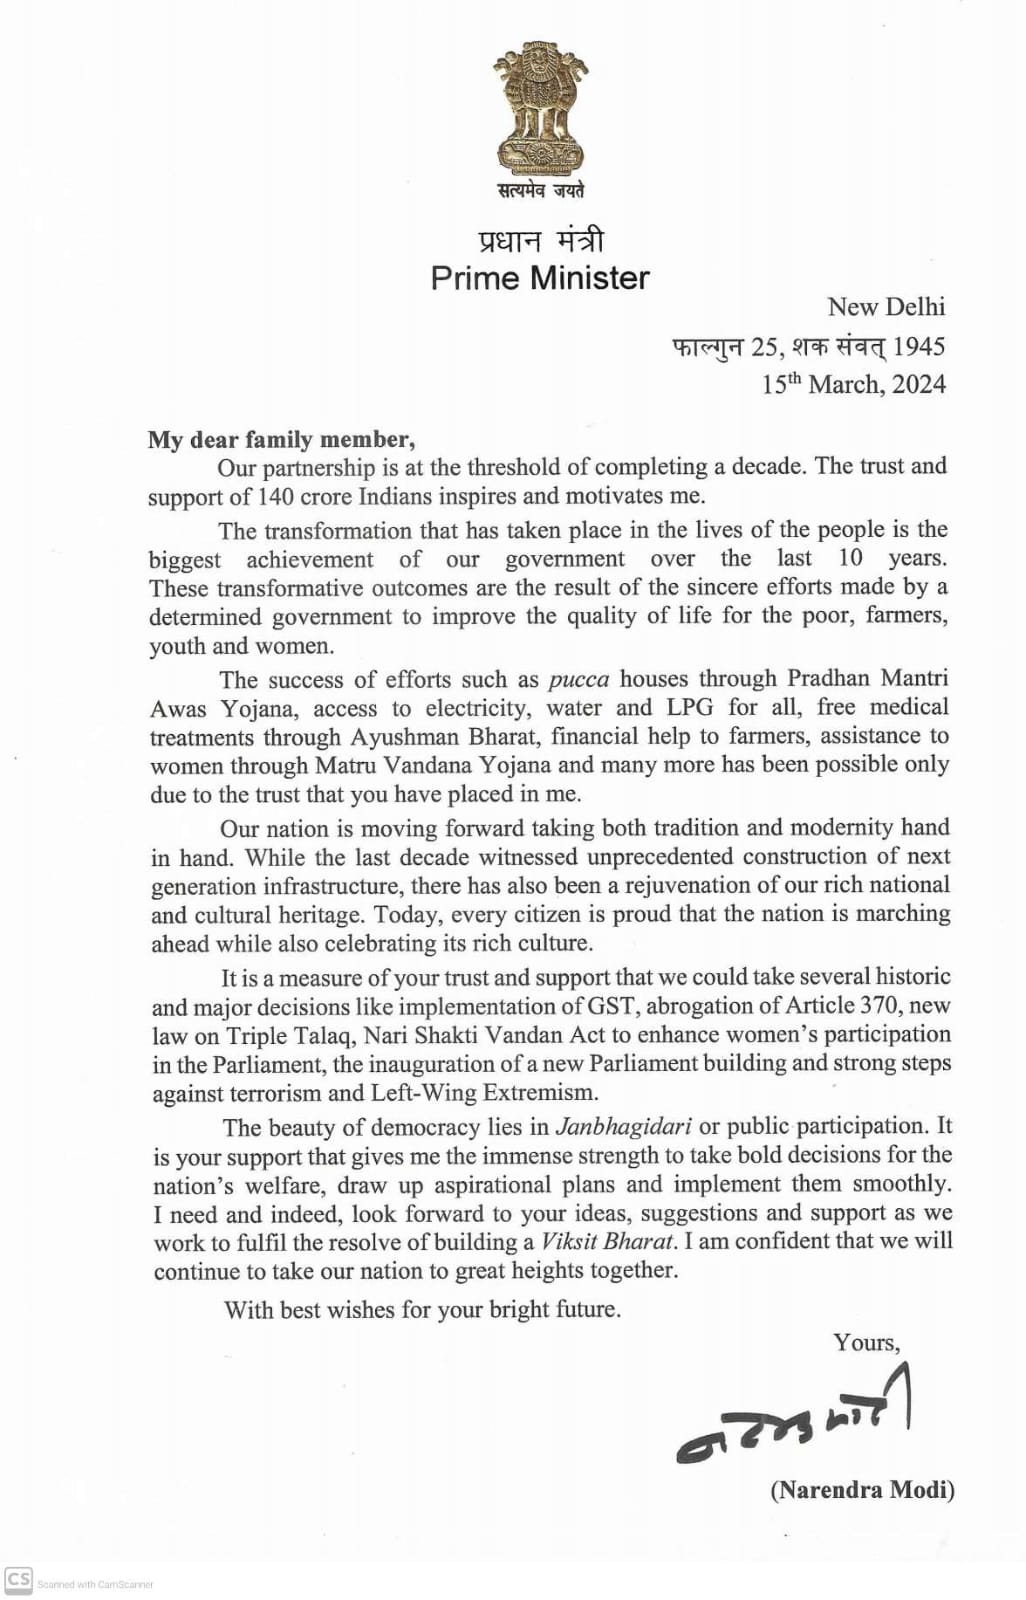 सत्यमेव जयते
प्रधान मंत्री
Prime Minister
New Delhi
फाल्गुन 25, शक संवत् 1945
15th March, 2024
My dear family member,
Our partnership is at the threshold of completing a decade. The trust and
support of 140 crore Indians inspires and motivates me.
The transformation that has taken place in the lives of the people is the
biggest achievement of our government over the last 10 years.
These transformative outcomes are the result of the sincere efforts made by a
determined government to improve the quality of life for the poor, farmers,
youth and women.
The success of efforts such as pucca houses through Pradhan Mantri
Awas Yojana, access to electricity, water and LPG for all, free medical
treatments through Ayushman Bharat, financial help to farmers, assistance to
women through Matru Vandana Yojana and many more has been possible only
due to the trust that you have placed in me.
Our nation is moving forward taking both tradition and modernity hand
in hand. While the last decade witnessed unprecedented construction of next
generation infrastructure, there has also been a rejuvenation of our rich national
and cultural heritage. Today, every citizen is proud that the nation is marching
ahead while also celebrating its rich culture.
It is a measure of your trust and support that we could take several historic
and major decisions like implementation of GST, abrogation of Article 370, new
law on Triple Talaq, Nari Shakti Vandan Act to enhance women's participation
in the Parliament, the inauguration of a new Parliament building and strong steps
against terrorism and Left-Wing Extremism.
The beauty of democracy lies in Janbhagidari or public participation. It
is your support that gives me the immense strength to take bold decisions for the
nation's welfare, draw up aspirational plans and implement them smoothly.
I need and indeed, look forward to your ideas, suggestions and support as we
work to fulfil the resolve of building a Viksit Bharat. I am confident that we will
continue to take our nation to great heights together.
With best wishes for your bright future.
Yours,
नरेन्द्र मोदी
(Narendra Modi)
CS Scanned with CamScanner